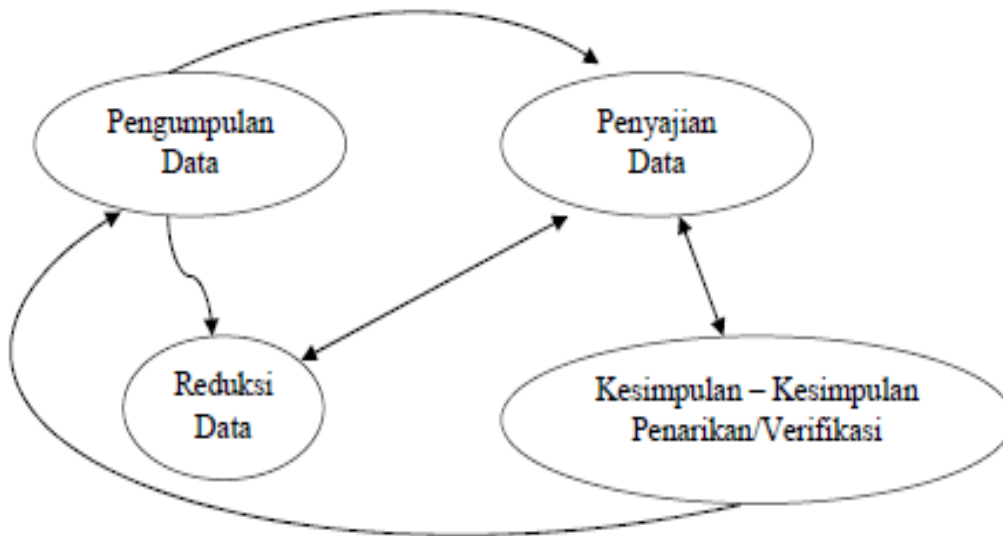 Pengumpulan
Data
Penyajian
Data
Reduksi
Data
Kesimpulan – Kesimpulan
Penarikan/Verifikasi